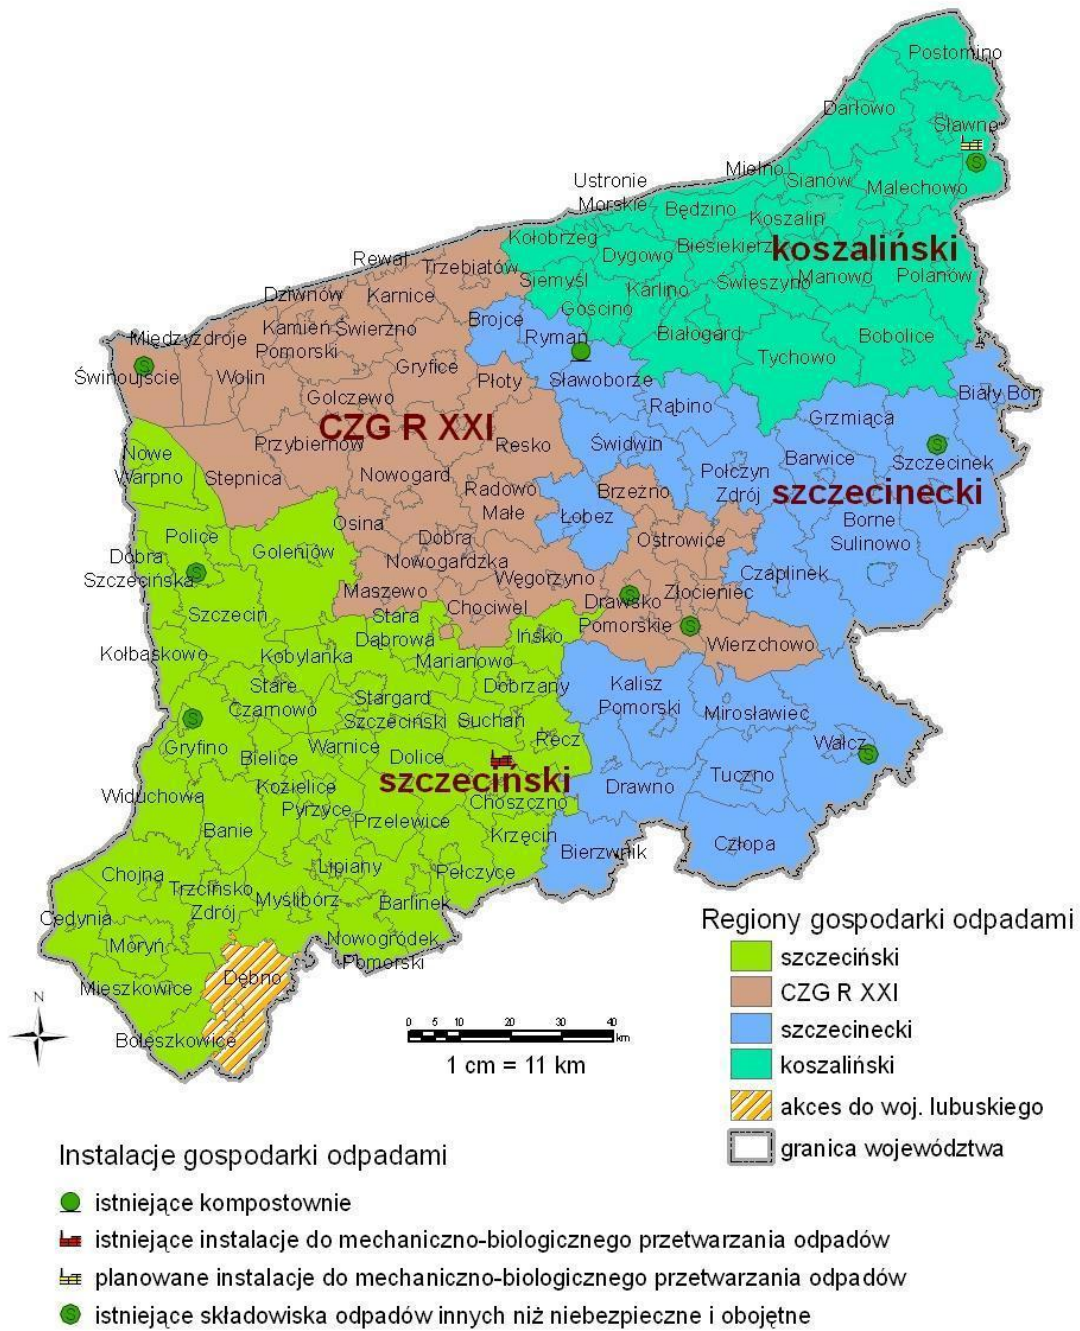 Postomino
Darłowo
Sławno
Mielno
Sianów
Malechowo
Ustronie
Morskie
Będzino
Koszalin
Kołobrzeg
Dygowo
Biesiekierz
koszaliński
Rewal
Trzebiatów
Siemyśl
Karlino
Świeszyno
Manowo
Polanów
Dziwnów
Karnice
Gościno
Międzyzdroje
Kamień
Pomorski
Świerzno
Brojce
Rymań
Białogard
Bobolice
Tychowo
Świnoujście
Wolin
Gryfice
Płoty
Sławoborze
Biały Bór
Golczewo
Rąbino
Grzmiąca
CZG R XXI
Przybiernów
Resko
Świdwin
Nowe
Warpno
Stepnica
Nowogard
Radowo
Małe
Brzeżno
Połczyn
Zdrój
Barwice
Szczecinek
szczecinecki
Osina
Łobez
Borne
Sulinowo
Police
Goleniów
Dobra
Nowogardzka
Ostrowice
Dobra
Szczecińska
Węgorzyno
Czaplinek
Maszewo
Chociwel
Drawsko
Pomorskie
Złocieniec
Szczecin
Stara
Dąbrowa
Ińsko
Wierzchowo
Kołbaskowo
Kobylanka
Marianowo
Stare
Czarnowo
Stargard
Szczeciński
Dobrzany
Suchań
Kalisz
Pomorski
Mirosławiec
Gryfino
Bielice
Warnice
Dolice
Recz
Wałcz
szczeciński
Widuchowa
Kozielice
Pyrzyce
Choszczno
Drawno
Tuczno
Banie
Przelewice
Krzęcin
Bierzwnik
Człopa
Chojna
Trzcińsko
Zdrój
Lipiany
Pełczyce
Myślibórz
Barlinek
Cedynia
Moryń
Nowogródek
Pomorski
Mieszkowice
Dębno
Boleszkowice
N
0 5 10 20 30 40
km
1 cm = 11 km
Regiony gospodarki odpadami
szczeciński
CZG R XXI
szczecinecki
koszaliński
akces do woj. lubuskiego
granica województwa
Instalacje gospodarki odpadami
istniejące kompostownie
istniejące instalacje do mechaniczno-biologicznego przetwarzania odpadów
planowane instalacje do mechaniczno-biologicznego przetwarzania odpadów
S istniejące składowiska odpadów innych niż niebezpieczne i obojętne